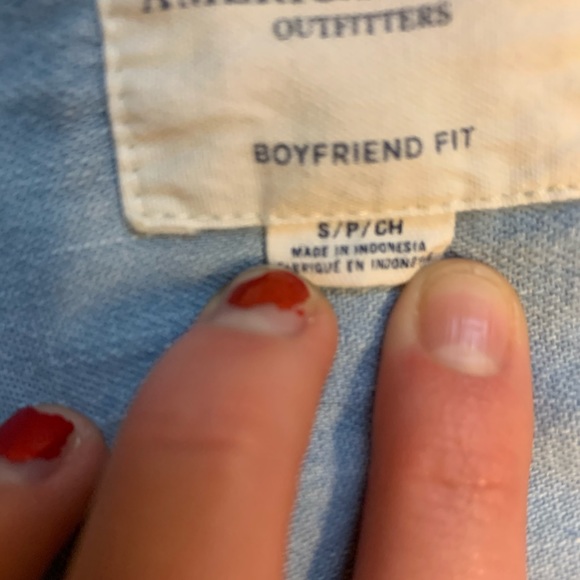 OUTFITTERS
BOYFRIEND FIT
S/P/CH
MADE IN INDONESIA
EN